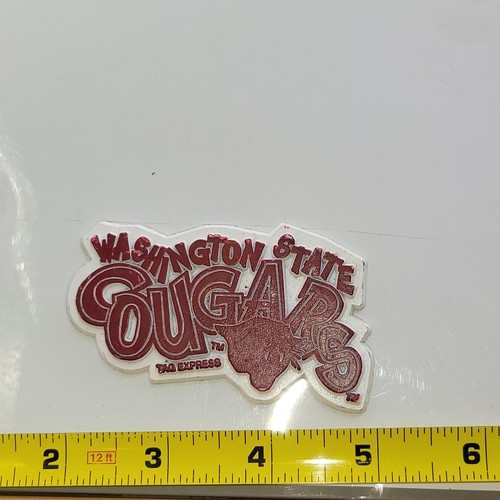 WASHINGTON STATE
COUGARS
TM
TAG EXPRESS
TM
2 12 ft 3 4 5 6